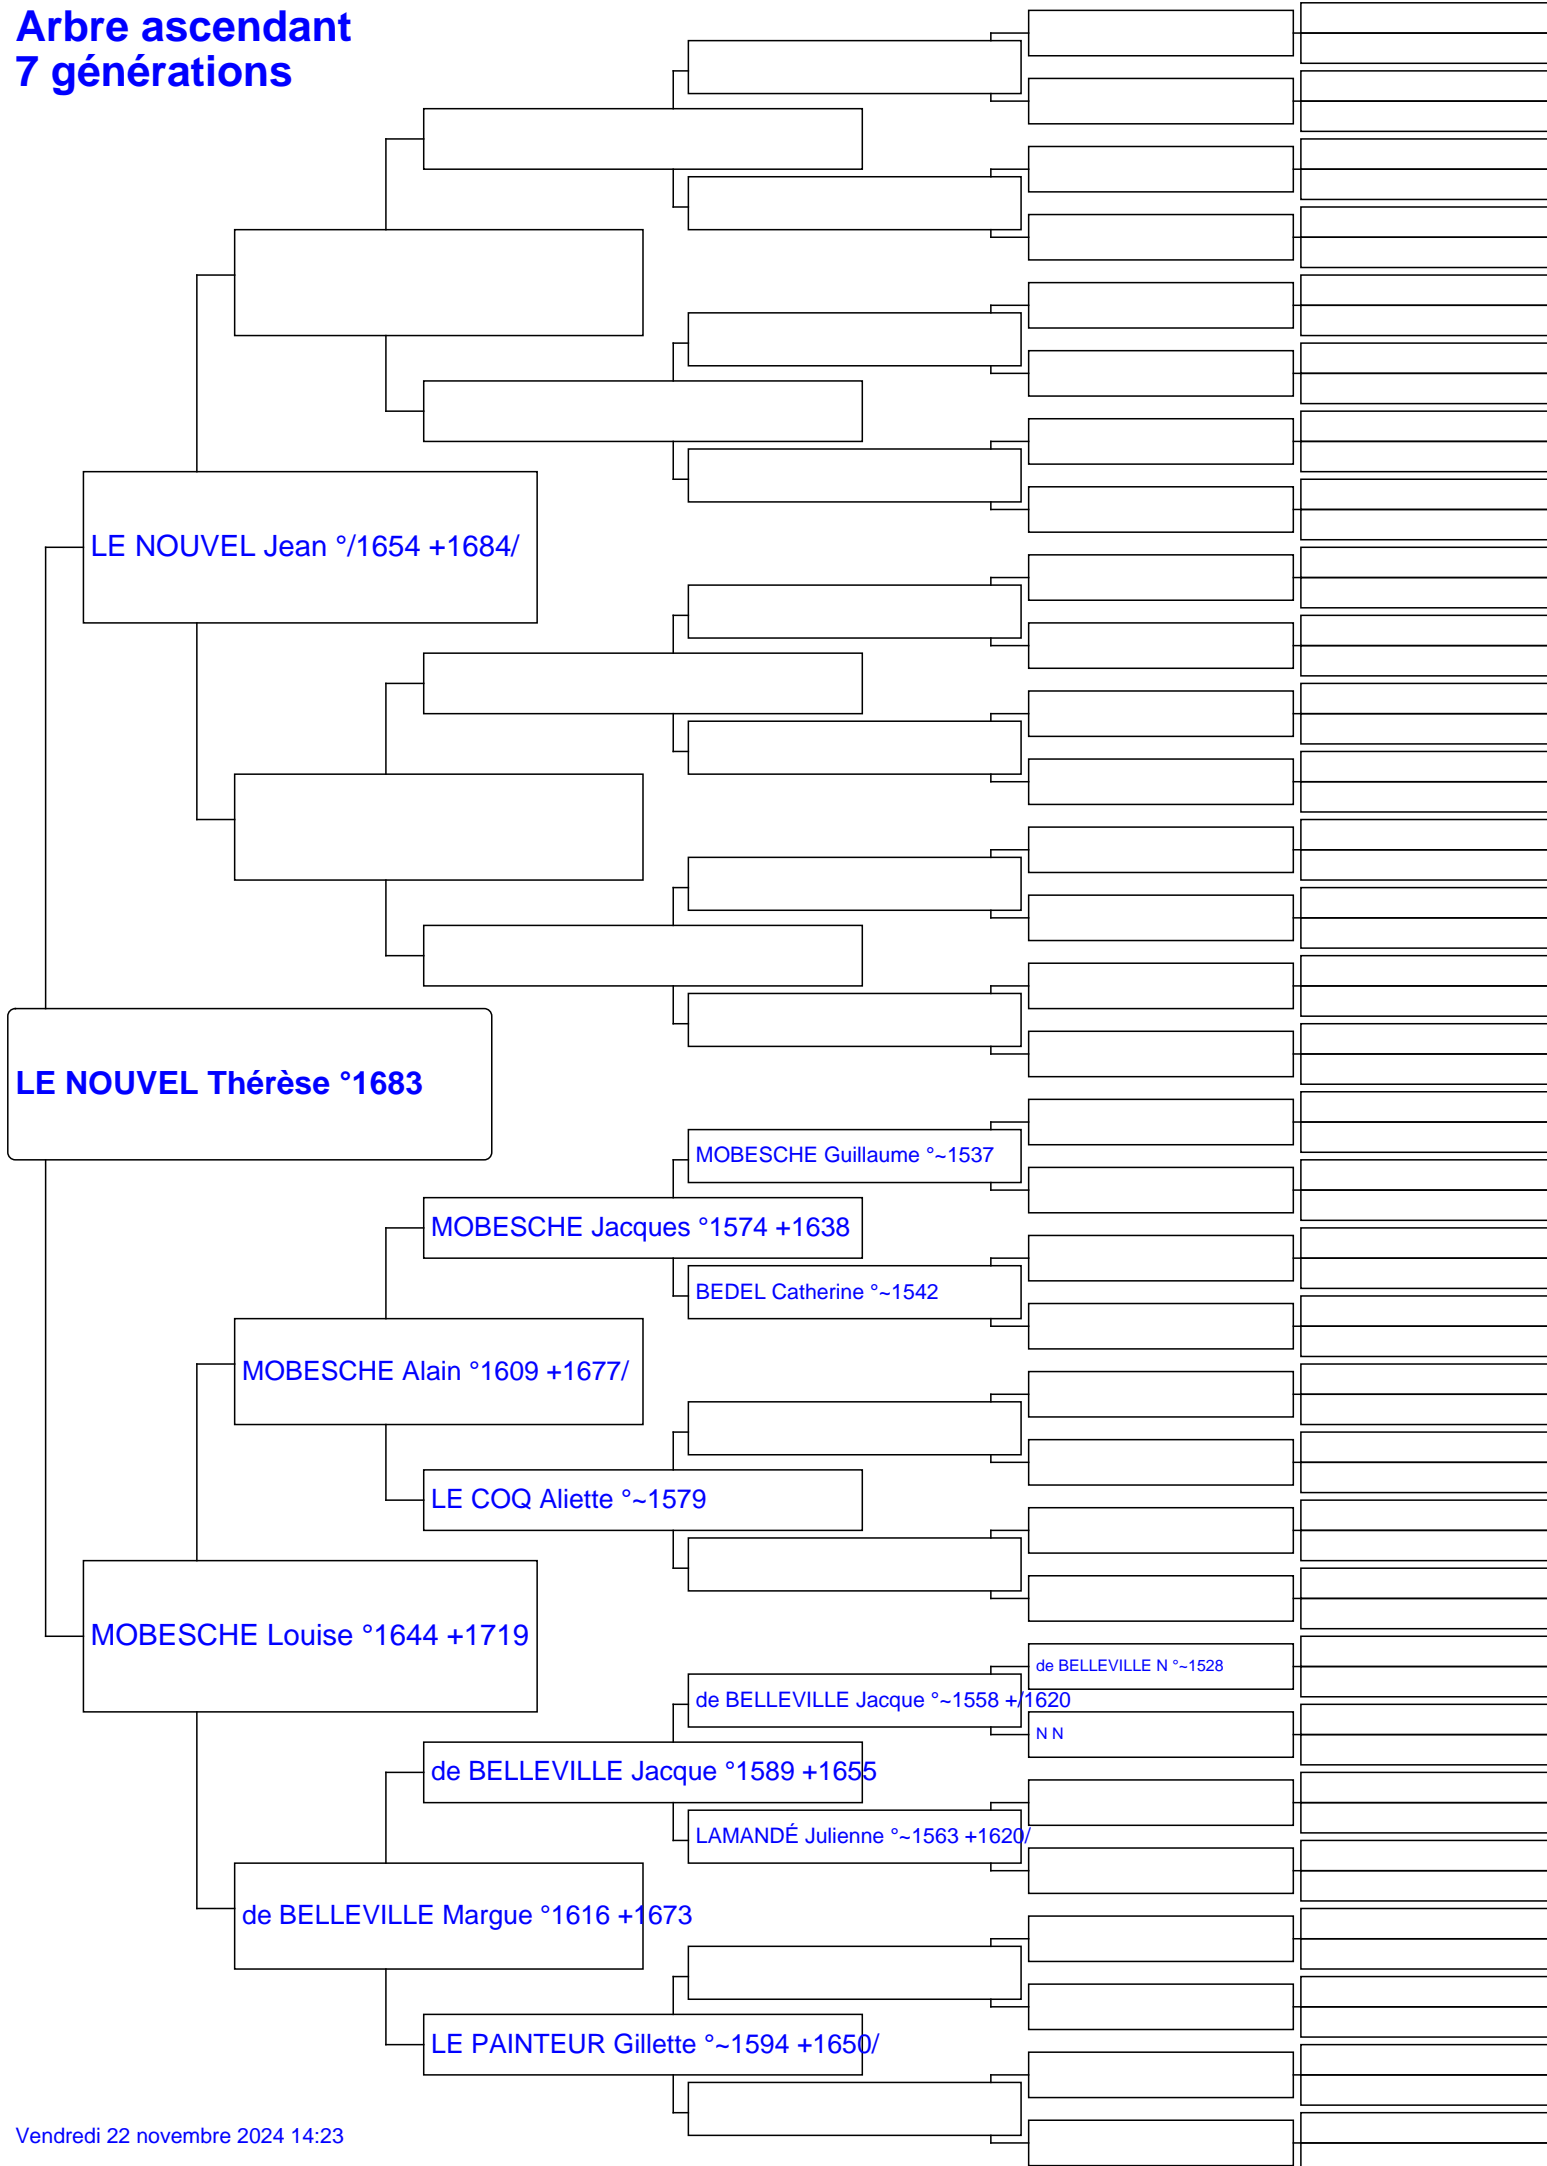 Arbre ascendant
7 générations
LE NOUVEL Jean °/1654 +1684/
LE NOUVEL Thérèse °1683
MOBESCHE Guillaume °~1537
MOBESCHE Jacques °1574 +1638
BEDEL Catherine °~1542
MOBESCHE Alain °1609 +1677/
LE COQ Aliette °~1579
MOBESCHE Louise °1644 +1719
de BELLEVILLE N °~1528
de BELLEVILLE Jacque °~1558 +/1620
N N
de BELLEVILLE Jacque °1589 +1655
LAMANDÉ Julienne °~1563 +1620/
de BELLEVILLE Margue °1616 +1673
LE PAINTEUR Gillette °~1594 +1650/
Vendredi 22 novembre 2024 14:23